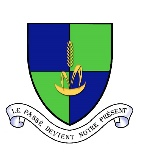 LE PASSÉ DEVIENT NOTRE PRÉSENT